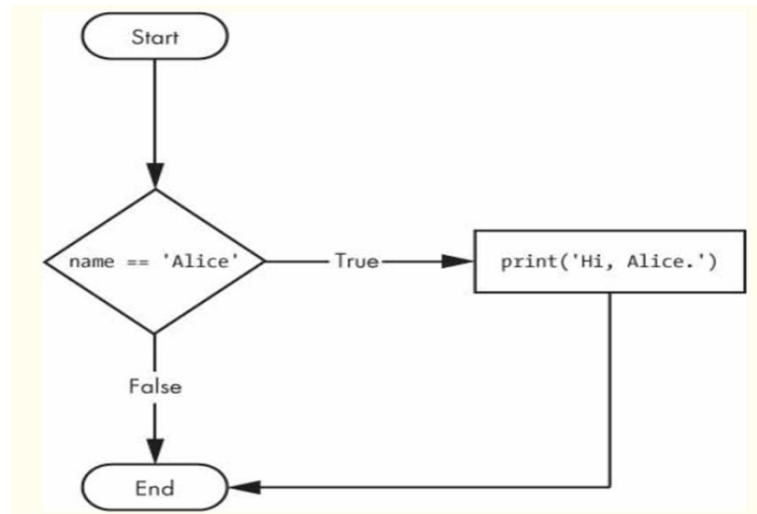 Start
name == 'Alice'
True
print('Hi, Alice.')
False
End